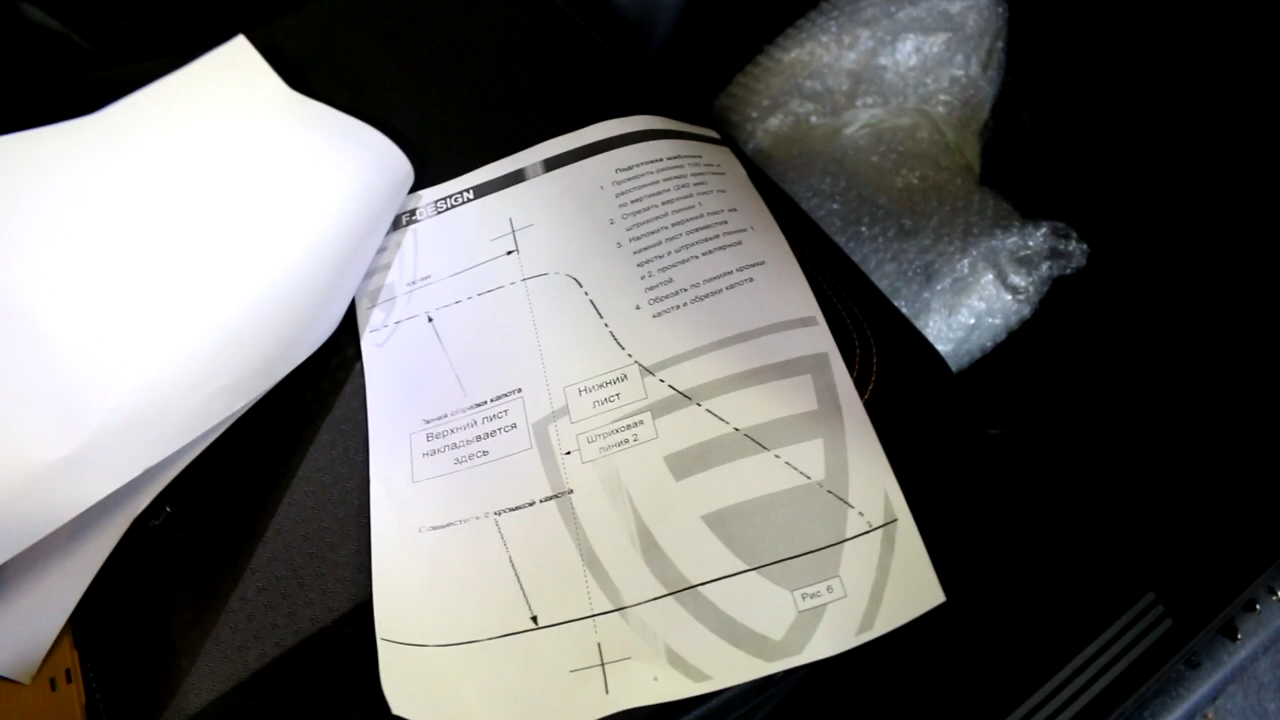 F-DESIGN
Подготовка шаблона
1. Проверить размер 100 мм и
расстояние между крестами
по вертикали (240 мм).
2. Отрезать верхний лист по
штриховой линии 1.
3. Наложить верхний лист на
нижний лист совместив
кресты и штриховые линии 1
и 2, проклеить малярной
лентой.
4. Обрезать по линиям кромки
капота и обрезки капота.
100 мм
Линия обрезки капота
Верхний лист
накладывается
здесь
Нижний
лист
Штриховая
линия 2
Совместить с кромкой капота
Рис. 6